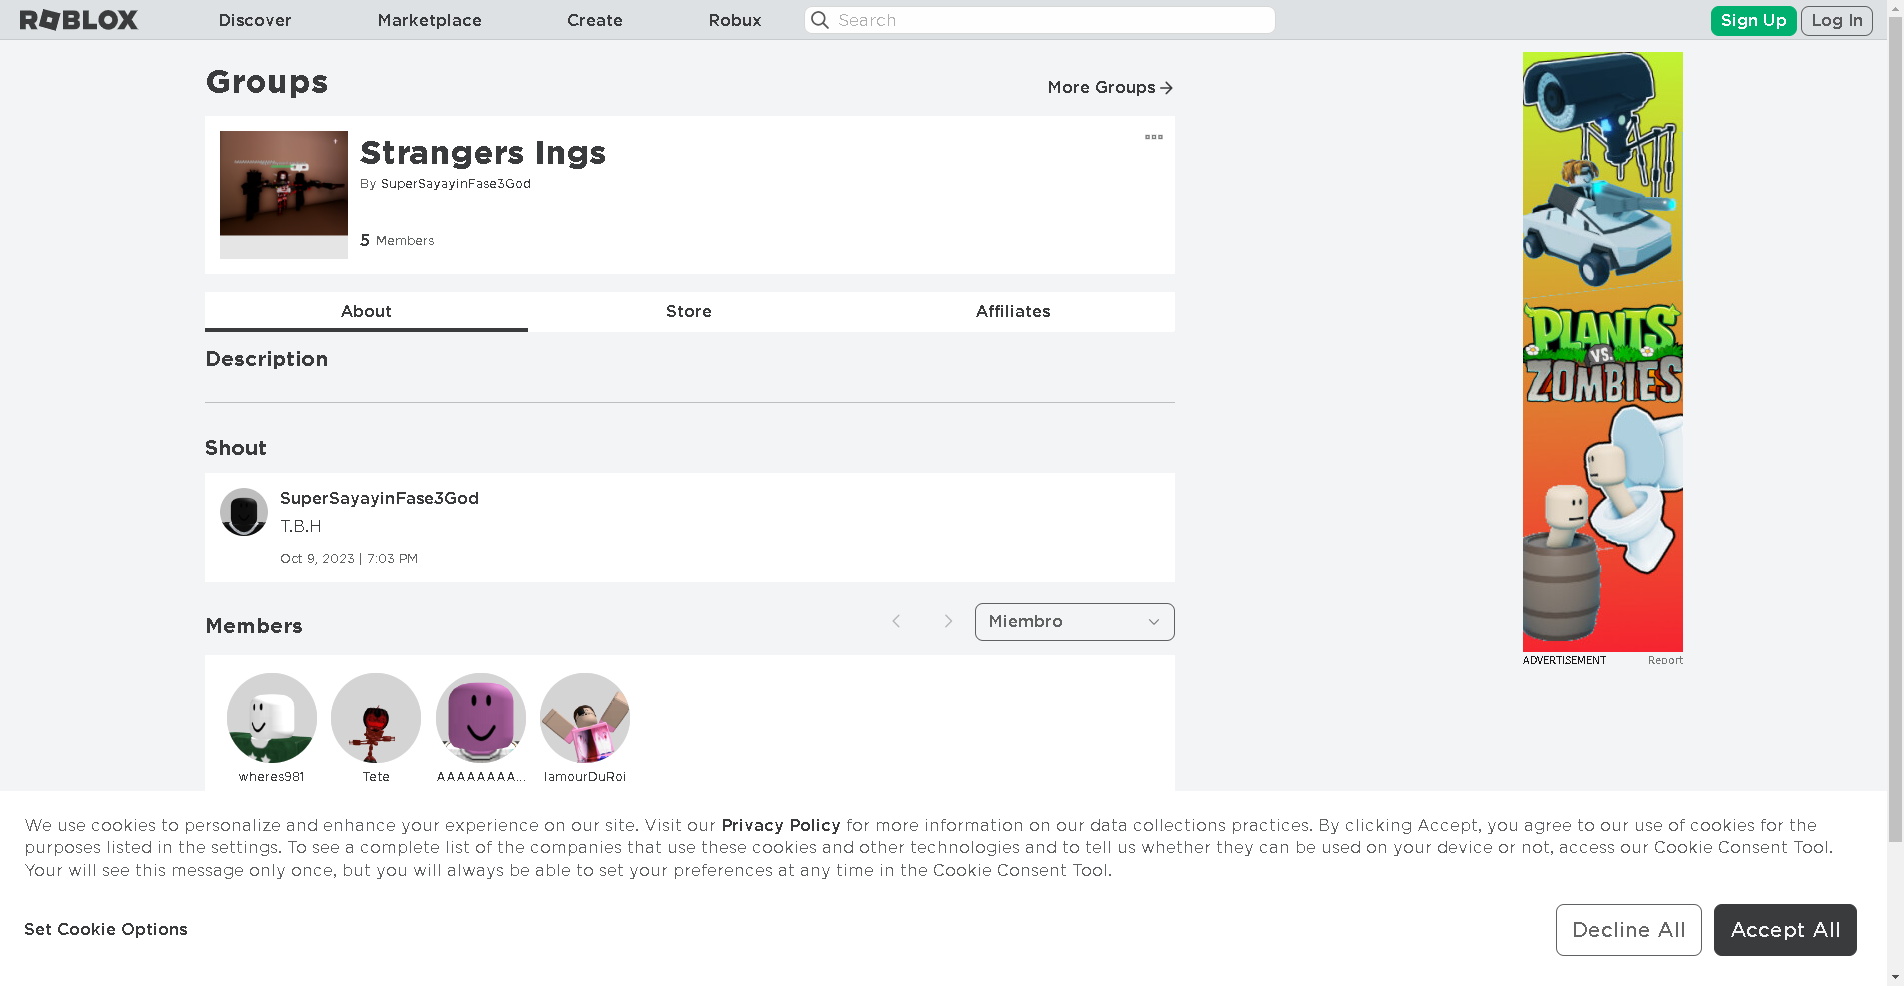 ROBLOX
Discover
Marketplace
Create
Robux
Search
Sign Up
Log In
Groups
More Groups
Strangers Ings
By SuperSayayinFase3God
5 Members
About
Store
Affiliates
Description
Shout
SuperSayayinFase3God
T.B.H
Oct 9, 2023 | 7:03 PM
Members
Miembro
wheres981
Tete
AAAAAAAA...
lamourDuRoi
PLANTS
VS.
ZOMBIES
ADVERTISEMENT
Report
We use cookies to personalize and enhance your experience on our site. Visit our Privacy Policy for more information on our data collections practices. By clicking Accept, you agree to our use of cookies for the
purposes listed in the settings. To see a complete list of the companies that use these cookies and other technologies and to tell us whether they can be used on your device or not, access our Cookie Consent Tool.
Your will see this message only once, but you will always be able to set your preferences at any time in the Cookie Consent Tool.
Set Cookie Options
Decline All
Accept All